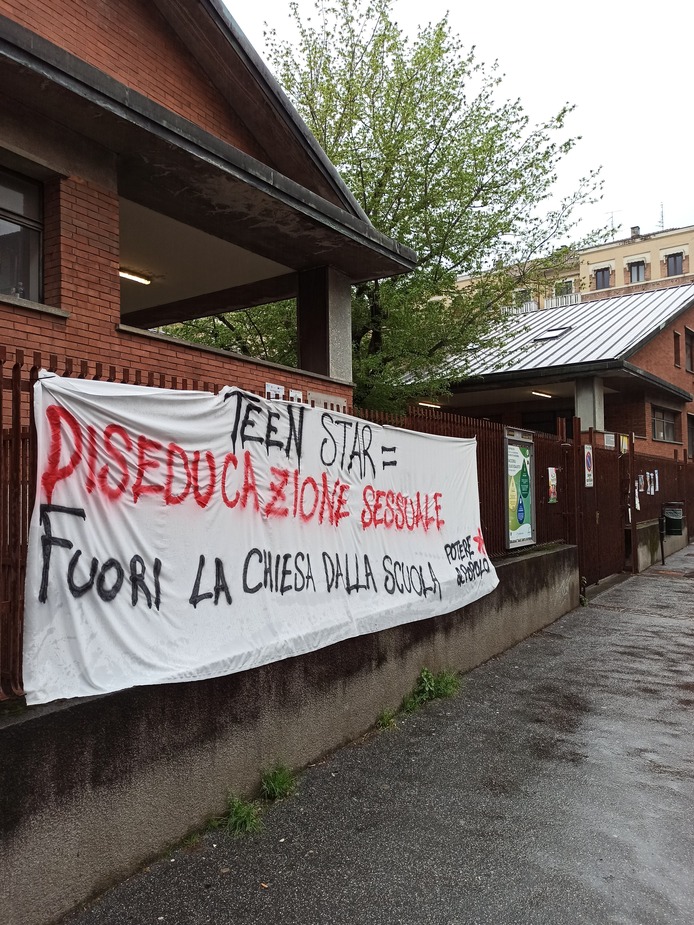 TEEN STAR =
DISEDUCAZIONE SESSUALE
FUORI LA CHIESA DALLA SCUOLA
POTERE
al POPOLO